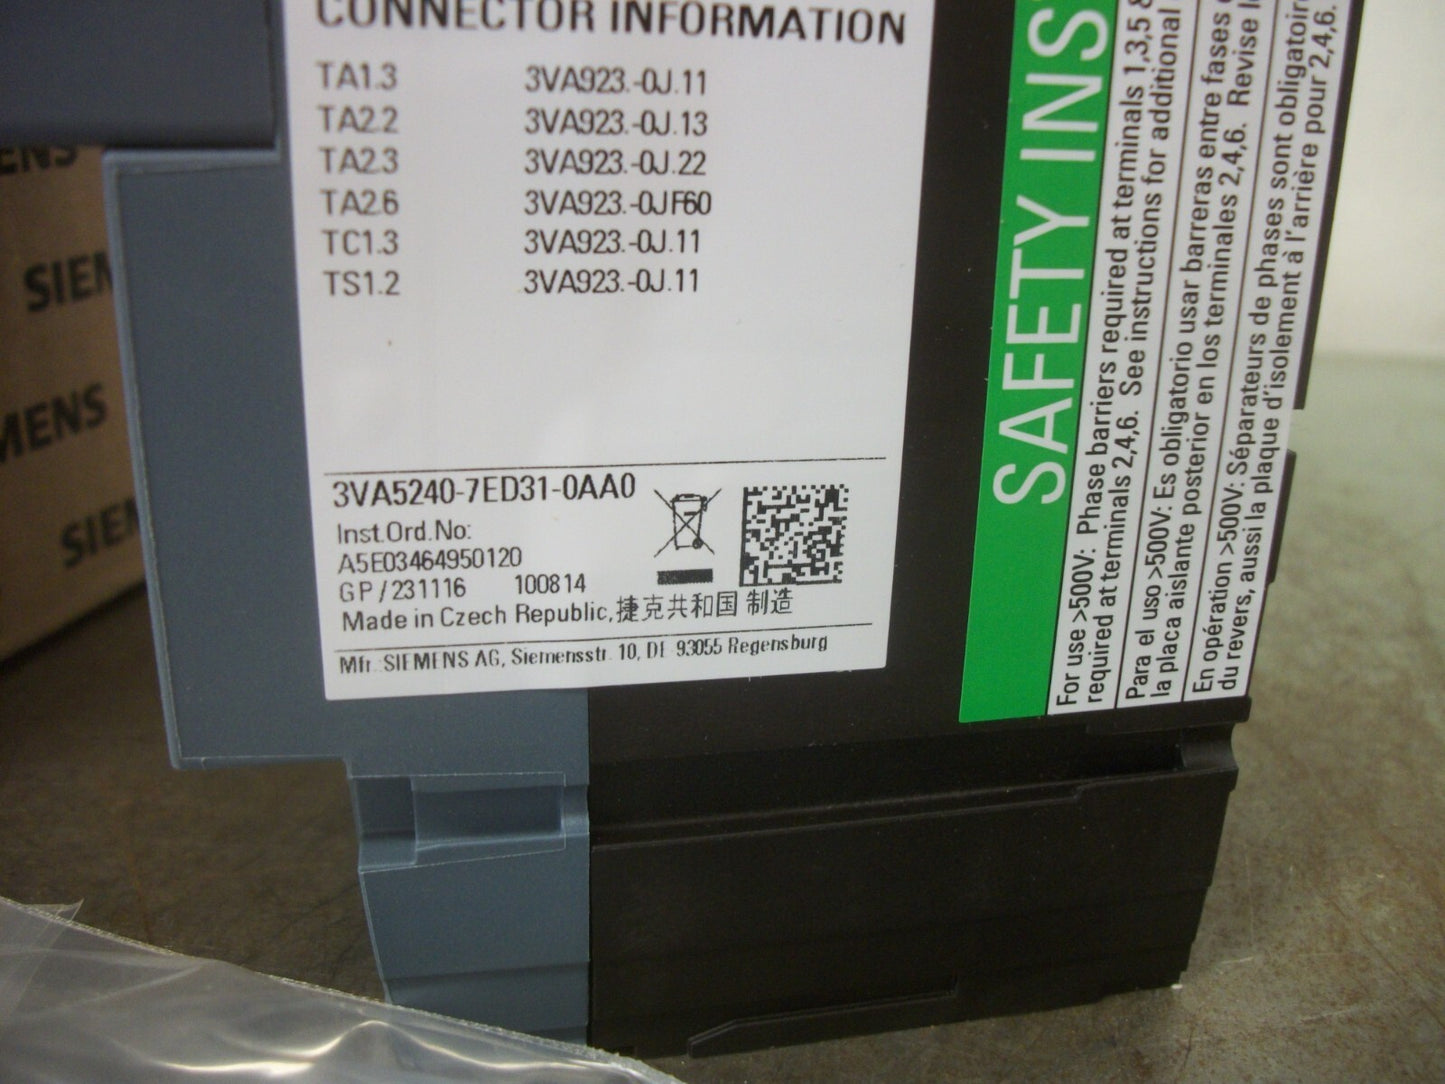 CONNECTOR INFORMATION
TA1.3 3VA923.-0J.11
TA2.2 3VA923.-0J.13
TA2.3 3VA923.-0J.22
TA2.6 3VA923.-0JF60
TC1.3 3VA923.-0J.11
TS1.2 3VA923.-0J.11
3VA5240-7ED31-0AA0
Inst.Ord.No:
A5E03464950120
GP/231116 100814
Made in Czech Republic,捷克共和国 制造
Mfr.:SIEMENS AG, Siemensstr. 10, DE-93055 Regensburg
SAFETY INS
For use >500V: Phase barriers required at terminals 1,3,5 &
required at terminals 2,4,6. See instructions for additional
Para el uso >500V: Es obligatorio usar barreras entre fases
la placa aislante posterior en los terminales 2,4,6. Revise
En opération >500V: Séparateurs de phases sont obligatoire
du revers, aussi la plaque d'isolement à l'arrière pour 2,4,6.
ENS
SIEM
MENS
SIEM